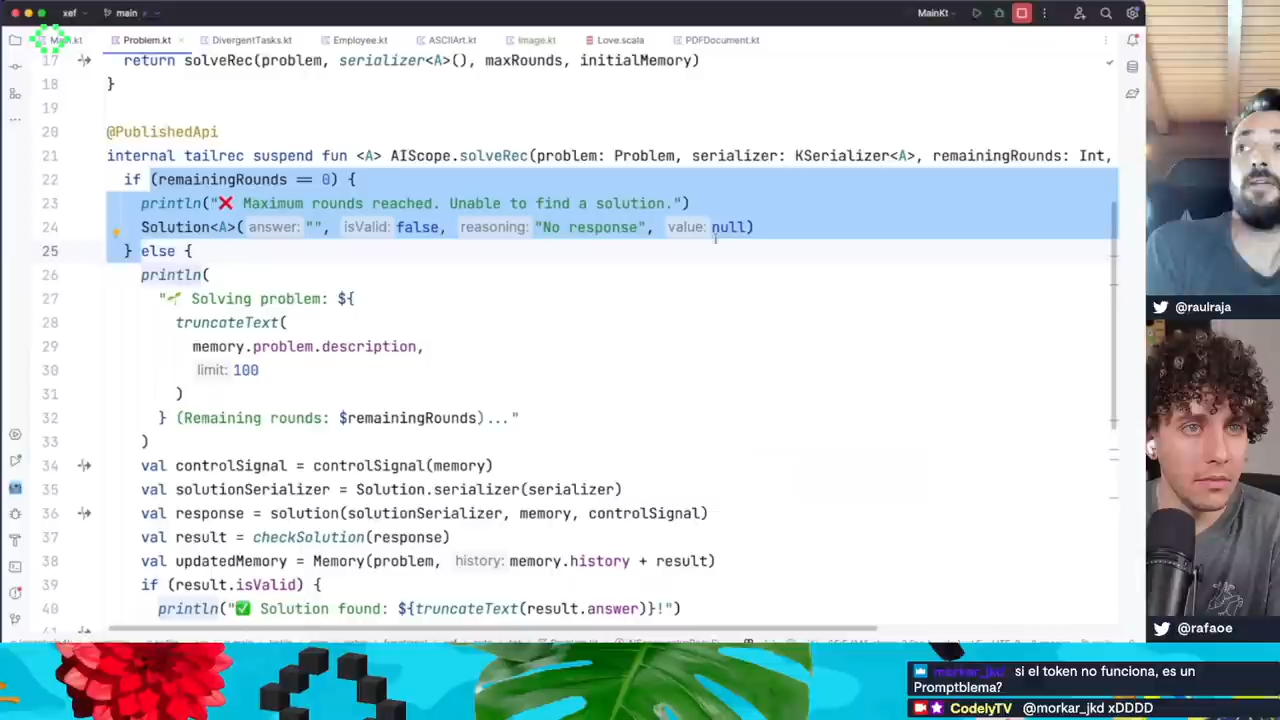 xef
main
MainKt
Main.kt
Problem.kt
DivergentTasks.kt
Employee.kt
ASCIIArt.kt
Image.kt
Love.scala
PDFDocument.kt
17 return solveRec(problem, serializer<A>(), maxRounds, initialMemory)
18 }
19
20 @PublishedApi
21 internal tailrec suspend fun <A> AIScope.solveRec(problem: Problem, serializer: KSerializer<A>, remainingRounds: Int,
22 if (remainingRounds == 0) {
23 println("❌ Maximum rounds reached. Unable to find a solution.")
24 Solution<A>( answer: "", isValid: false, reasoning: "No response", value: null)
25 } else {
26 println(
27 "🌱 Solving problem: ${
28 truncateText(
29 memory.problem.description,
30 limit: 100
31 )
32 } (Remaining rounds: $remainingRounds)..."
33 )
34 val controlSignal = controlSignal(memory)
35 val solutionSerializer = Solution.serializer(serializer)
36 val response = solution(solutionSerializer, memory, controlSignal)
37 val result = checkSolution(response)
38 val updatedMemory = Memory(problem, history: memory.history + result)
39 if (result.isValid) {
40 println("✅ Solution found: ${truncateText(result.answer)}!")
@raulraja
@rafaoe
morkar_jkd si el token no funciona, es un
Promptblema?
CodelyTV @morkar_jkd xDDDD